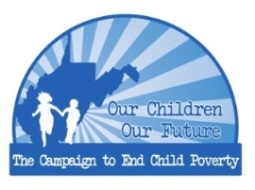 Our Children
Our Future
The Campaign to End Child Poverty